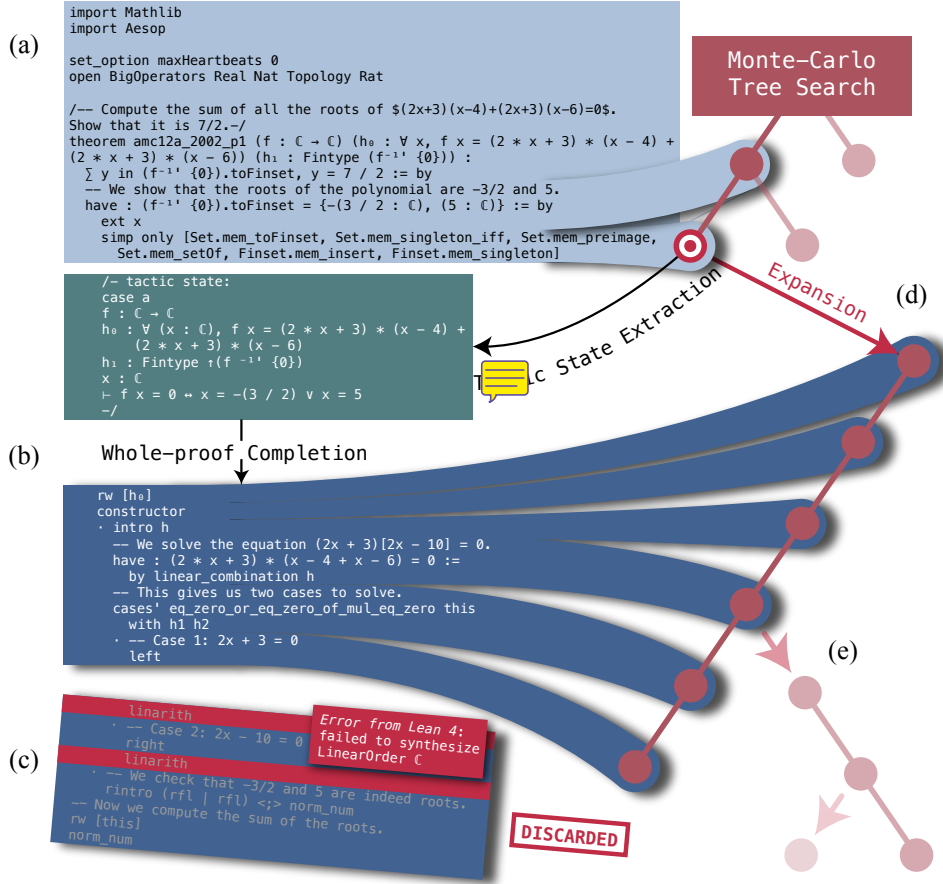 (a)
import Mathlib
import Aesop
set_option maxHeartbeats 0
open BigOperators Real Nat Topology Rat
/-- Compute the sum of all the roots of $(2x+3)(x-4)+(2x+3)(x-6)=0$.
Show that it is 7/2.-/
theorem amc12a_2002_p1 (f : ℂ → ℂ) (h₀ : ∀ x, f x = (2 * x + 3) * (x - 4) +
(2 * x + 3) * (x - 6)) (h₁ : Fintype (f⁻¹' {0})) :
∑ y in (f⁻¹' {0}).toFinset, y = 7 / 2 := by
-- We show that the roots of the polynomial are -3/2 and 5.
have : (f⁻¹' {0}).toFinset = {-(3 / 2 : ℂ), (5 : ℂ)} := by
ext x
simp only [Set.mem_toFinset, Set.mem_singleton_iff, Set.mem_preimage,
Set.mem_setOf, Finset.mem_insert, Finset.mem_singleton]
Monte-Carlo
Tree Search
/- tactic state:
case a
f : ℂ → ℂ
h₀ : ∀ (x : ℂ), f x = (2 * x + 3) * (x - 4) +
(2 * x + 3) * (x - 6)
h₁ : Fintype ↑(f ⁻¹' {0})
x : ℂ
⊢ f x = 0 ↔ x = -(3 / 2) ∨ x = 5
-/
T c State Extraction
Expansion
(d)
(b)
Whole-proof Completion
rw [h₀]
constructor
· intro h
-- We solve the equation (2x + 3)[2x - 10] = 0.
have : (2 * x + 3) * (x - 4 + x - 6) = 0 :=
by linear_combination h
-- This gives us two cases to solve.
cases' eq_zero_or_eq_zero_of_mul_eq_zero this
with h1 h2
· -- Case 1: 2x + 3 = 0
left
(e)
(c)
linarith
· -- Case 2: 2x - 10 = 0
right
linarith
· -- We check that -3/2 and 5 are indeed roots.
rintro (rfl | rfl) <;> norm_num
-- Now we compute the sum of the roots.
rw [this]
norm_num
Error from Lean 4:
failed to synthesize
LinearOrder ℂ
DISCARDED